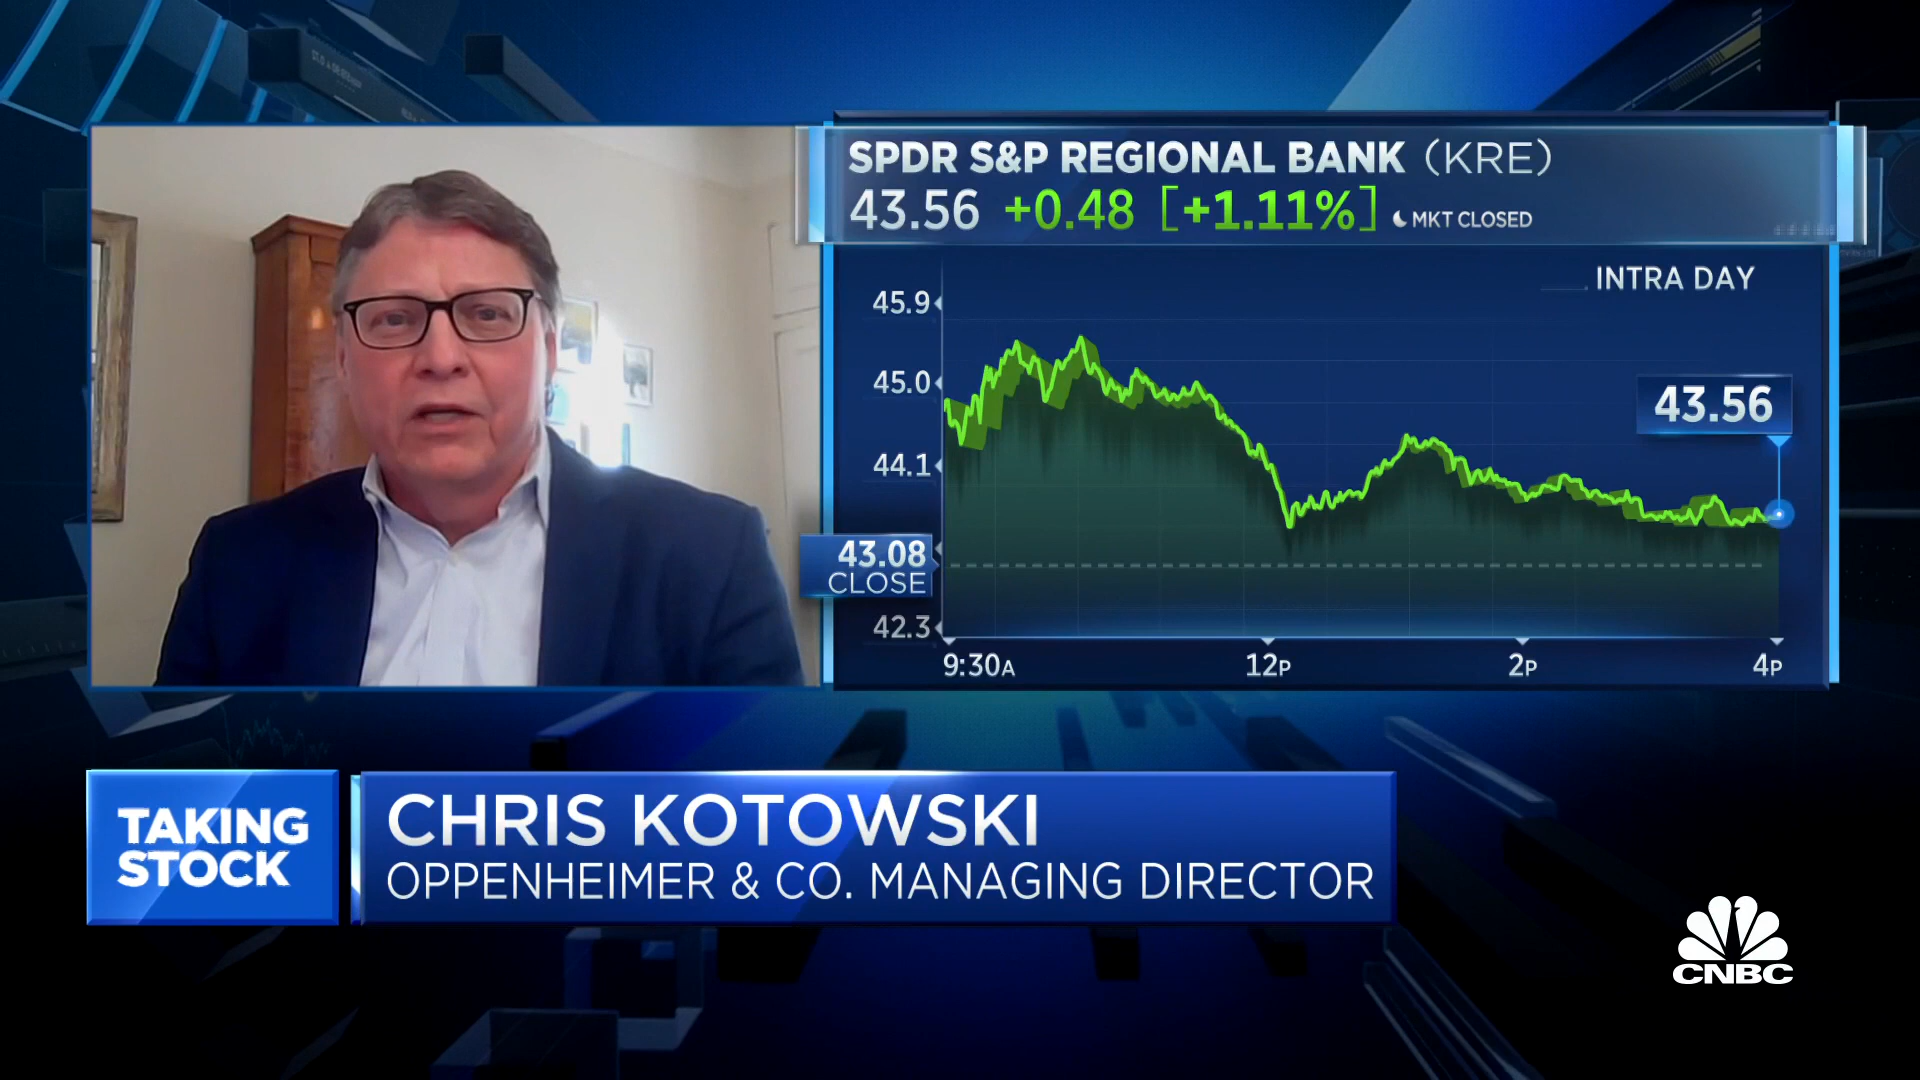 SPDR S&P REGIONAL BANK (KRE)
43.56 +0.48 [+1.11%] MKT CLOSED
INTRA DAY
45.9
45.0
44.1
43.56
43.08
CLOSE
42.3
9:30A 12P 2P 4P
TAKING
STOCK
CHRIS KOTOWSKI
OPPENHEIMER & CO. MANAGING DIRECTOR
CNBC